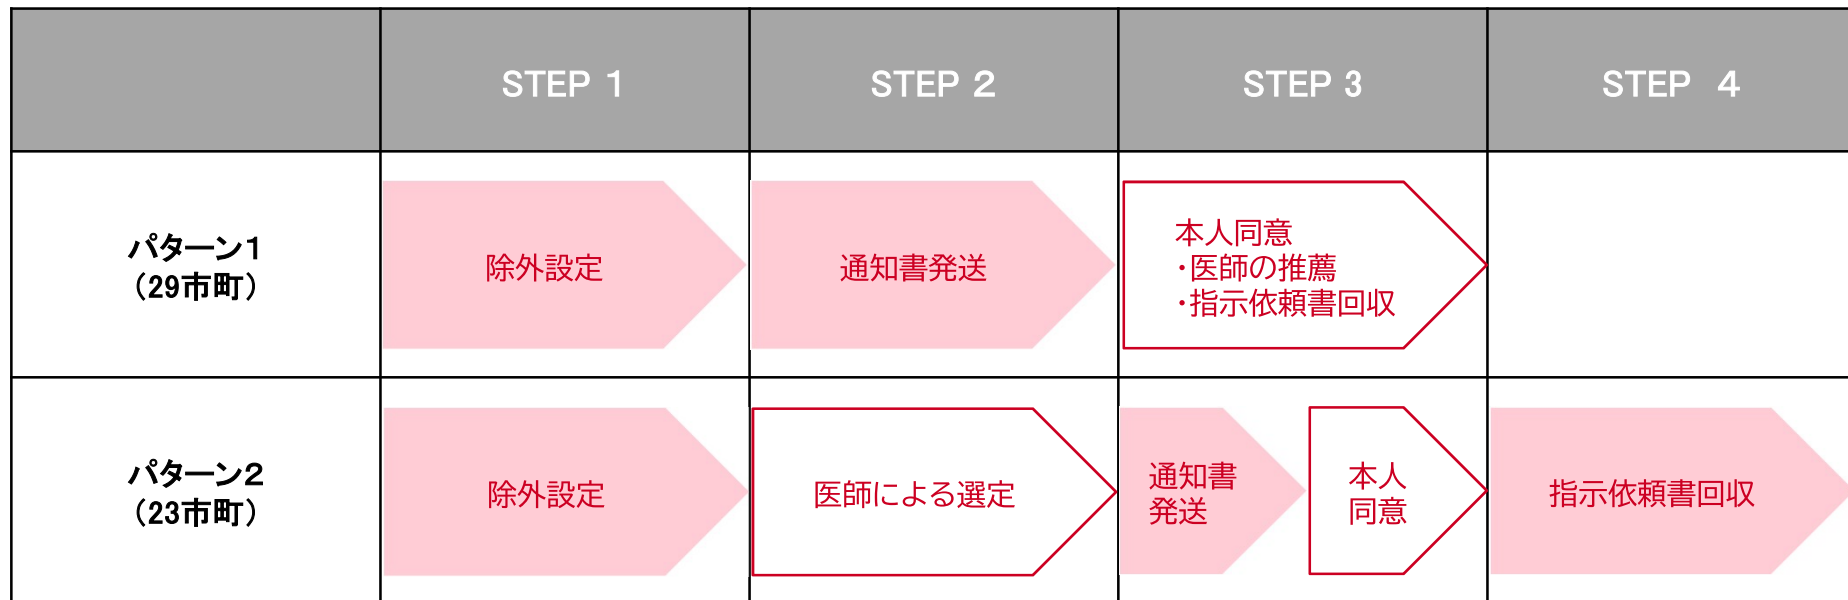 STEP 1
STEP 2
STEP 3
STEP　4
パターン1
（29市町）
除外設定
通知書発送
本人同意
・医師の推薦
・指示依頼書回収
パターン2
（23市町）
除外設定
医師による選定
通知書
発送
本人
同意
指示依頼書回収